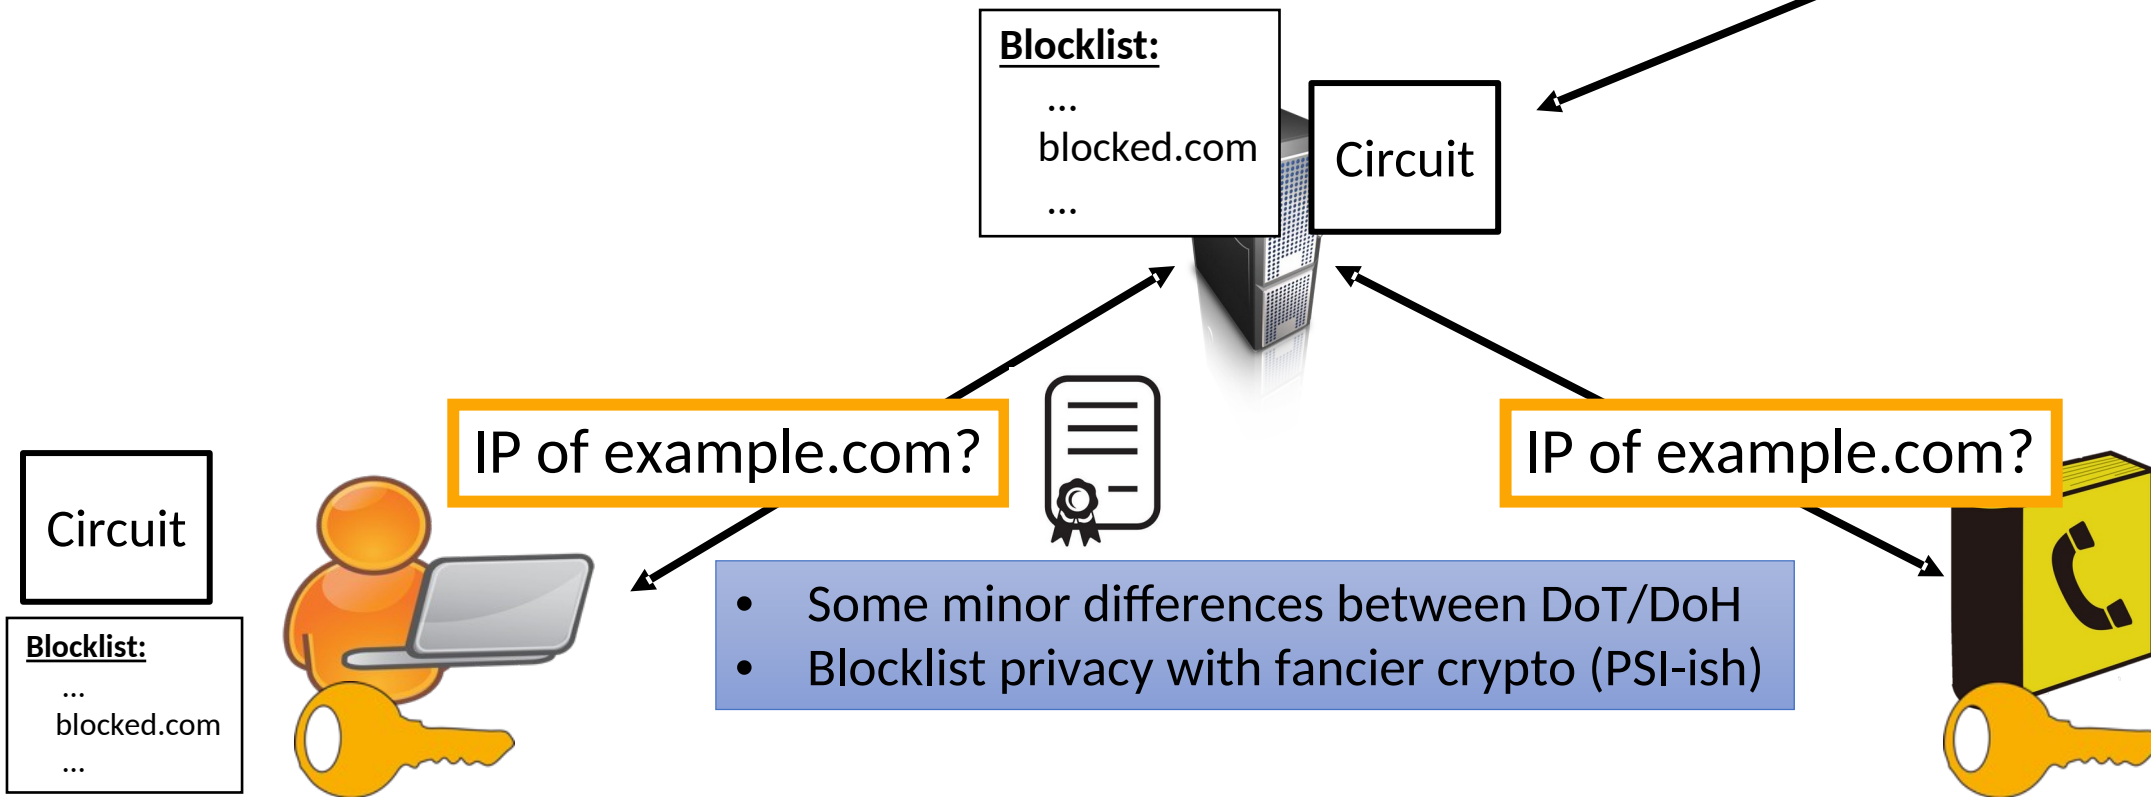 Blocklist:
...
blocked.com
...
Circuit
IP of example.com?
IP of example.com?
Circuit
Blocklist:
...
blocked.com
...
• Some minor differences between DoT/DoH
• Blocklist privacy with fancier crypto (PSI-ish)